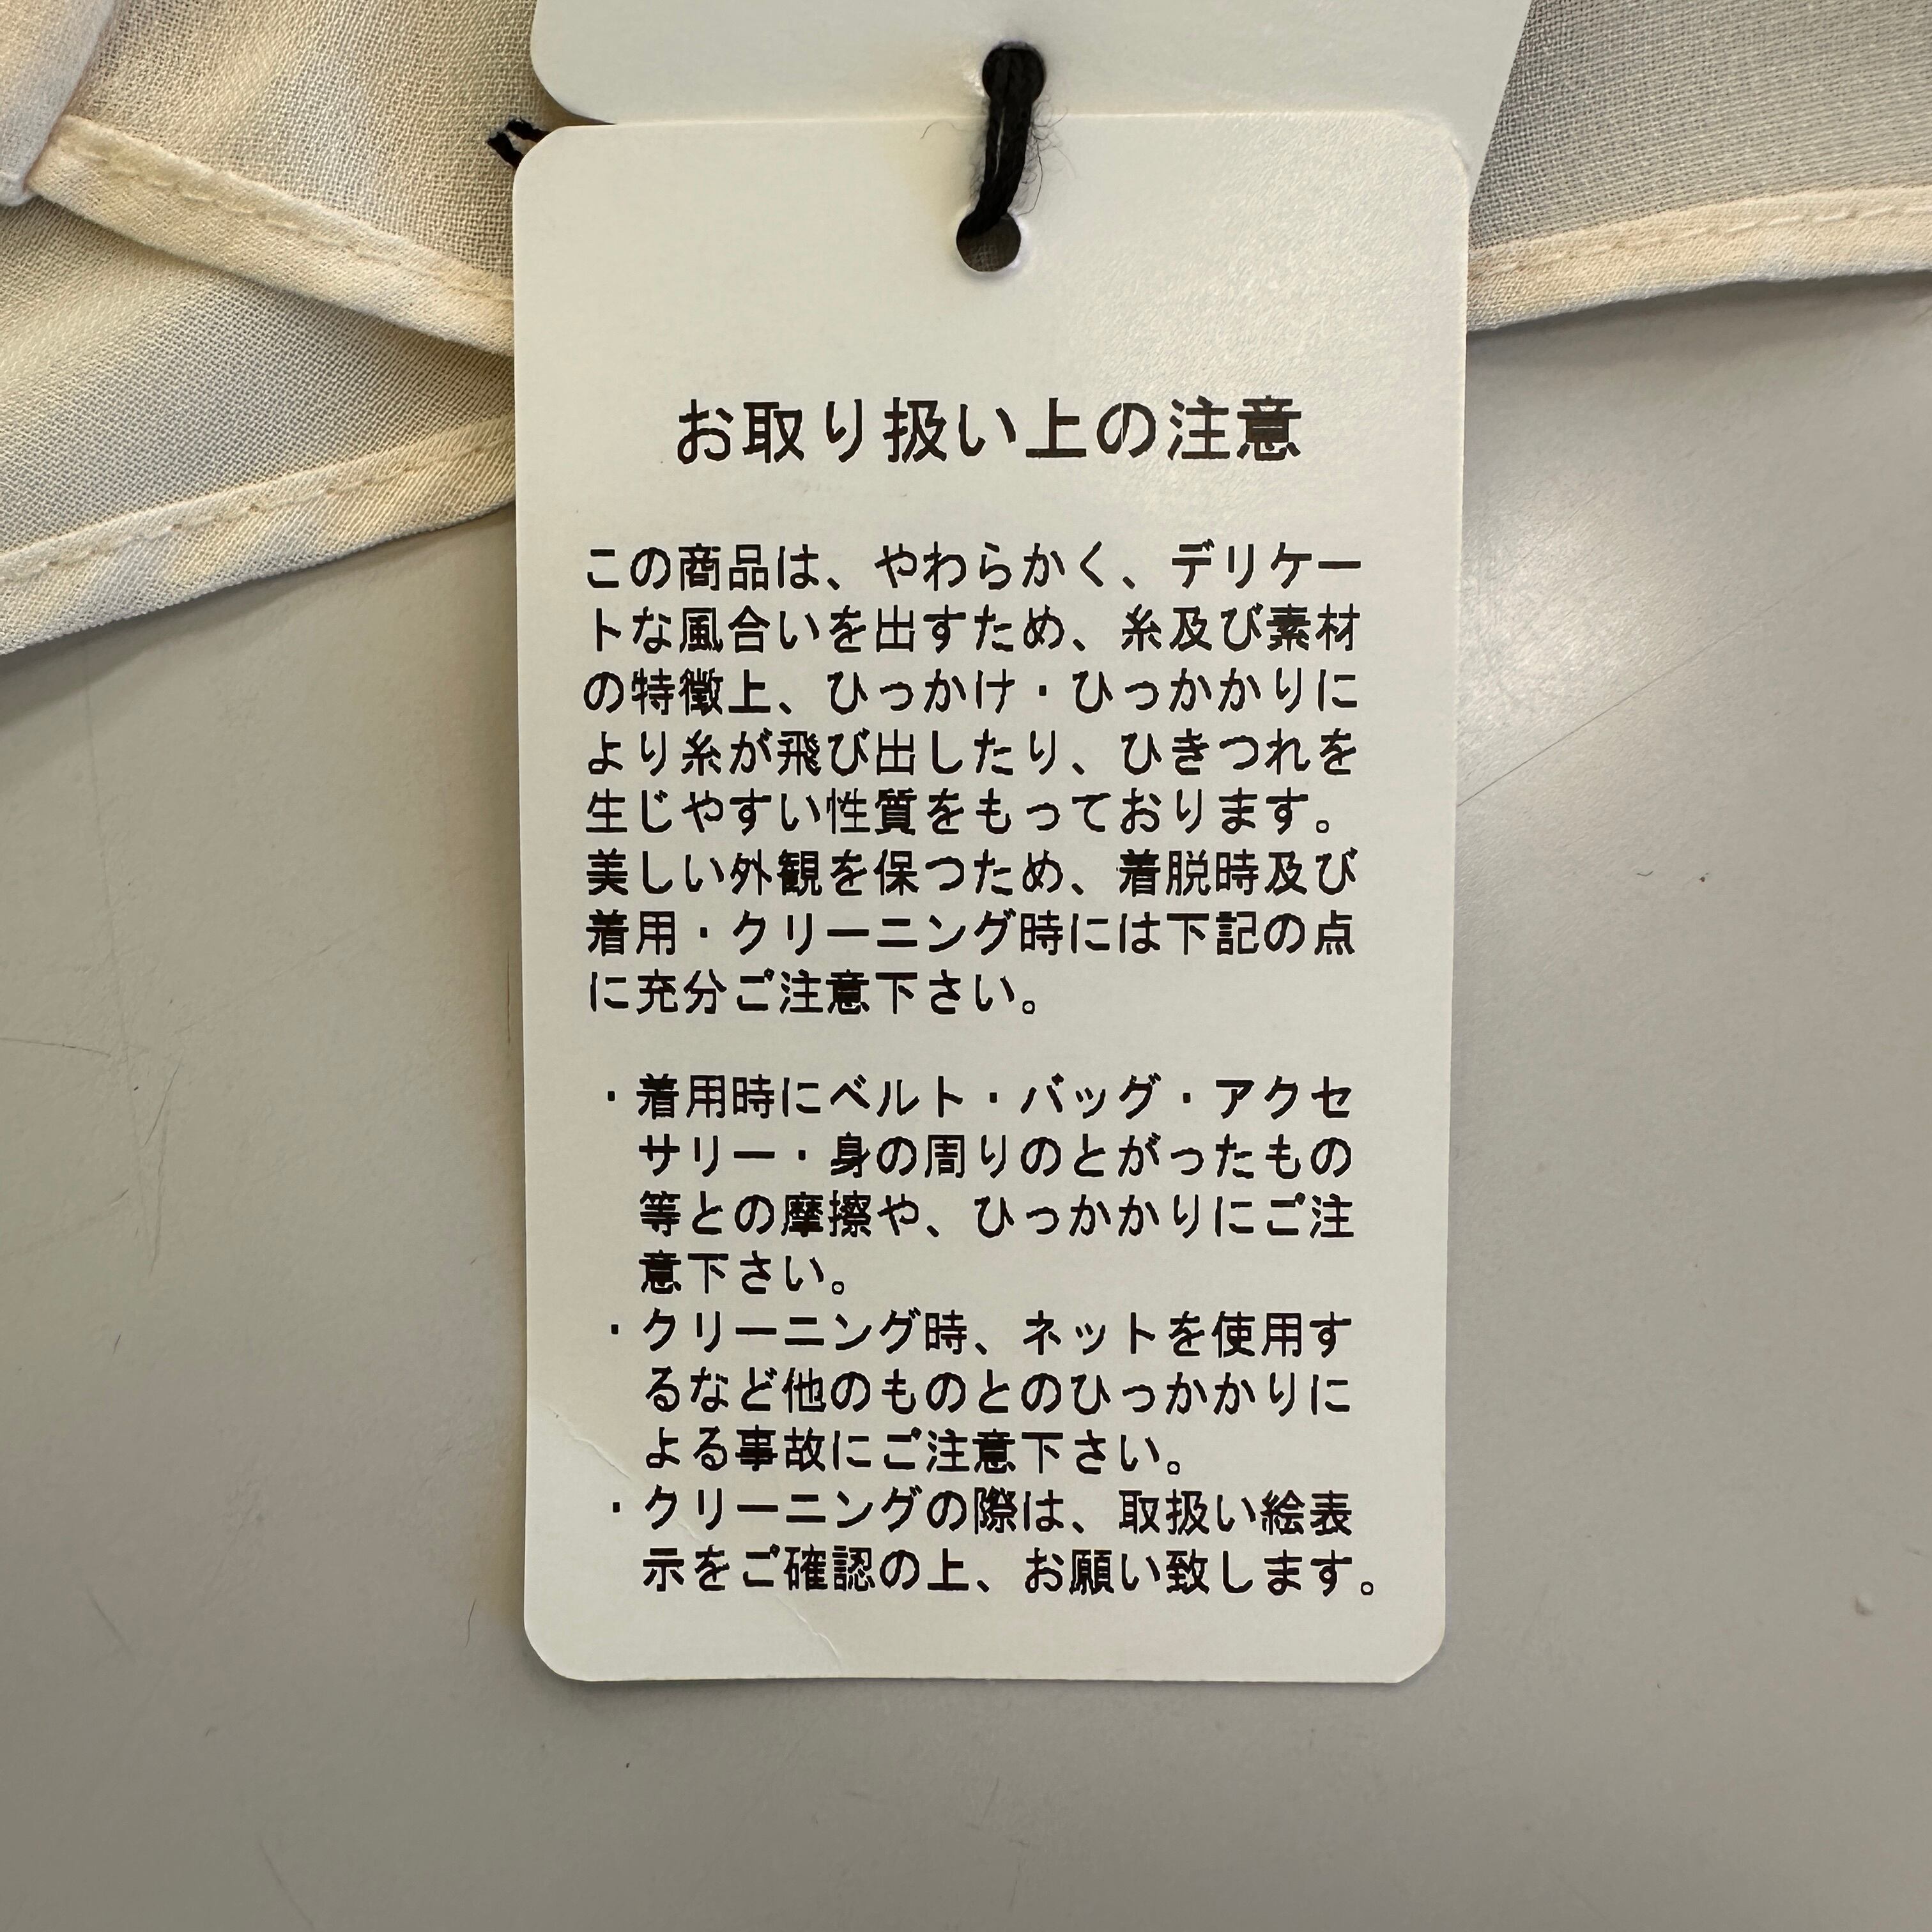 お取り扱い上の注意
この商品は、やわらかく、デリケー
トな風合いを出すため、糸及び素材
の特徴上、ひっかけ・ひっかかりに
より糸が飛び出したり、ひきつれを
生じやすい性質をもっております。
美しい外観を保つため、着脱時及び
着用・クリーニング時には下記の点
に充分ご注意下さい。
・着用時にベルト・バッグ・アクセ
サリー・身の周りのとがったもの
等との摩擦や、ひっかかりにご注
意下さい。
・クリーニング時、ネットを使用す
るなど他のものとのひっかかりに
よる事故にご注意下さい。
・クリーニングの際は、取扱い絵表
示をご確認の上、お願い致します。